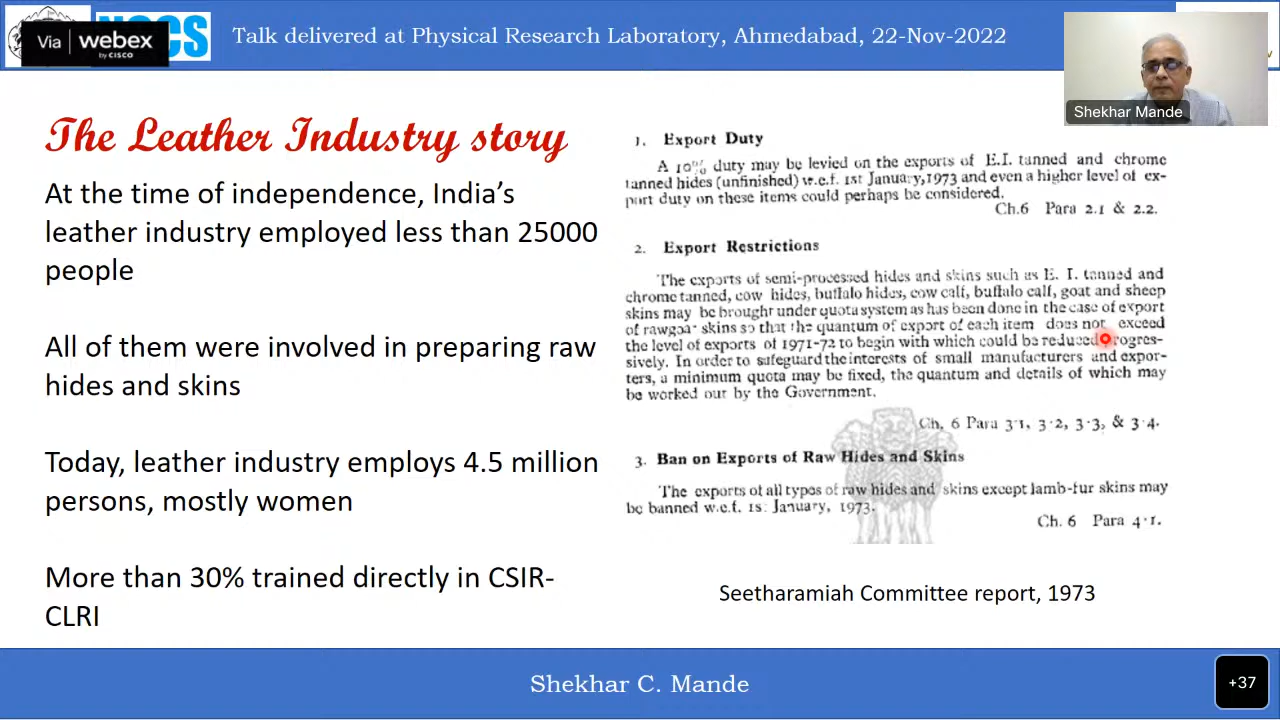 Via webex
by CISCO
CS
Talk delivered at Physical Research Laboratory, Ahmedabad, 22-Nov-2022
Shekhar Mande
The Leather Industry story
At the time of independence, India's
leather industry employed less than 25000
people
All of them were involved in preparing raw
hides and skins
Today, leather industry employs 4.5 million
persons, mostly women
More than 30% trained directly in CSIR-
CLRI
1. Export Duty
A 10% duty may be levied on the exports of E.I. tanned and chrome
tanned hides (unfinished) w.e.f. 1st January, 1973 and even a higher level of ex-
port duty on these items could perhaps be considered.
Ch.6 Para 2.1 & 2.2.
2. Export Restrictions
The exports of semi-processed hides and skins such as E. I. tanned and
chrome tanned, cow hides, buffalo hides, cow calf, buffalo calf, goat and sheep
skins may be brought under quota system as has been done in the case of export
of raw goat skins so that the quantum of export of each item does not exceed
the level of exports of 1971-72 to begin with which could be reduced progres-
sively. In order to safeguard the interests of small manufacturers and expor-
ters, a minimum quota may be fixed, the quantum and details of which may
be worked out by the Government.
Ch. 6 Para 3·1, 3·2, 3·3, & 3·4.
3. Ban on Exports of Raw Hides and Skins
The exports of all types of raw hides and skins except lamb-fur skins may
be banned w.e.f. 1st January, 1973.
Ch. 6 Para 4·1.
Seetharamiah Committee report, 1973
Shekhar C. Mande
+37